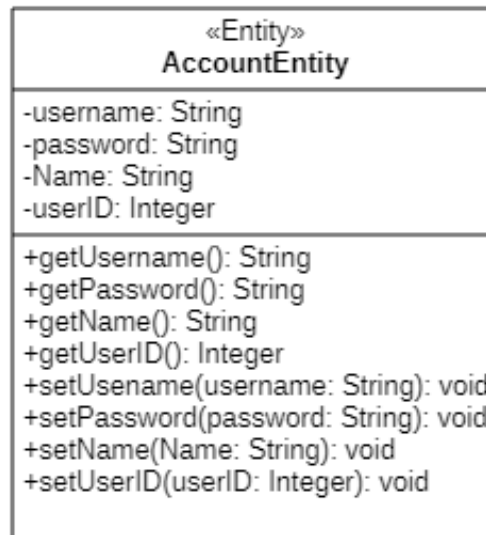 «Entity»
AccountEntity
-username: String
-password: String
-Name: String
-userID: Integer
+getUsername(): String
+getPassword(): String
+getName(): String
+getUserID(): Integer
+setUsename(username: String): void
+setPassword(password: String): void
+setName(Name: String): void
+setUserID(userID: Integer): void